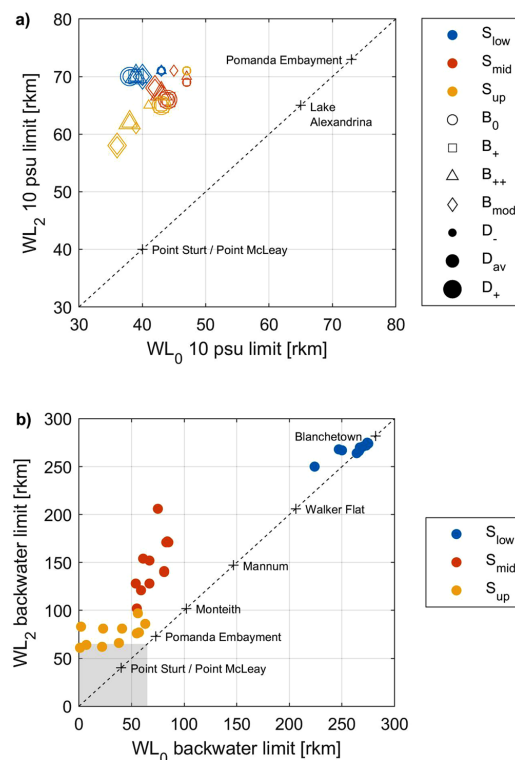 a)
80
70
60
50
40
30
30
40
50
60
70
80
WL2 10 psu limit [rkm]
WL0 10 psu limit [rkm]
Pomanda Embayment
Lake
Alexandrina
Point Sturt / Point McLeay
Slow
Smid
Sup
B0
B+
B++
Bmod
D-
Dav
D+
b)
300
250
200
150
100
50
0
0
50
100
150
200
250
300
WL2 backwater limit [rkm]
WL0 backwater limit [rkm]
Blanchetown
Walker Flat
Mannum
Monteith
Pomanda Embayment
Point Sturt / Point McLeay
Slow
Smid
Sup